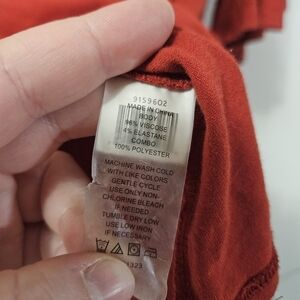 9159602
MADE IN CHINA
BODY
96% VISCOSE
4% ELASTANE
COMBO
100% POLYESTER
MACHINE WASH COLD
WITH LIKE COLORS
GENTLE CYCLE
USE ONLY NON-
CHLORINE BLEACH
IF NEEDED
TUMBLE DRY LOW
USE LOW IRON
IF NECESSARY
1323